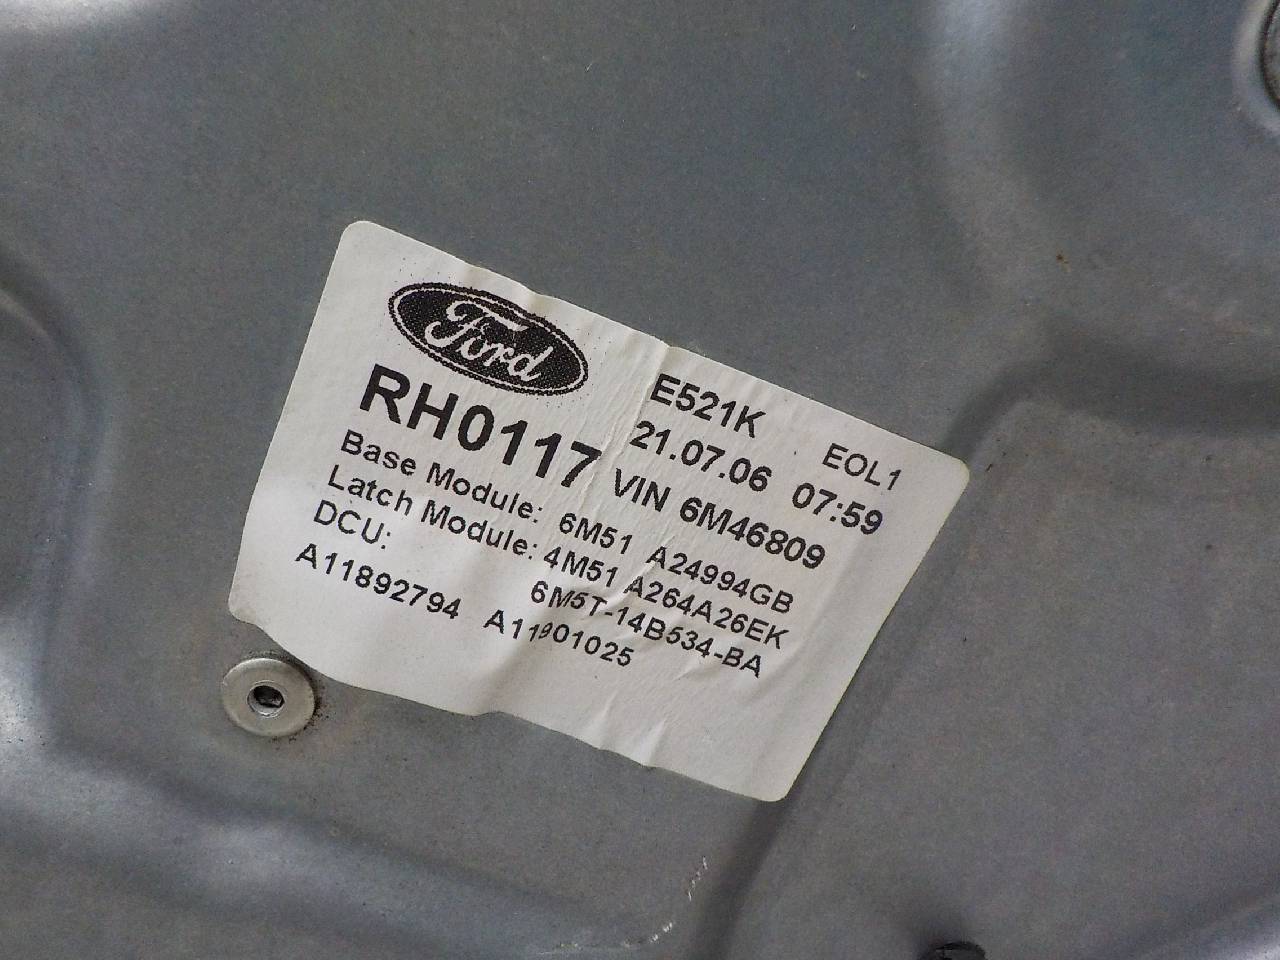 Ford
E521K EOL1
RH0117 21.07.06 07:59
VIN 6M46809
Base Module: 6M51 A24994GB
Latch Module: 4M51 A264A26EK
DCU: 6M5T-14B534-BA
A11892794 A11901025